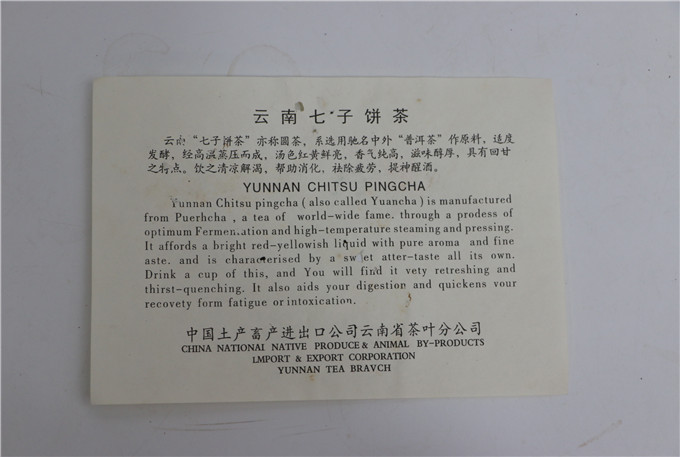 云南七子饼茶
云南“七子饼茶”亦称圆茶，系选用驰名中外“普洱茶”作原料，适度
发酵，经高温蒸压而成，汤色红黄鲜亮，香气纯高，滋味醇厚，具有回甘
之特点。饮之清凉解渴，帮助消化，祛除疲劳，提神醒酒。
YUNNAN CHITSU PINGCHA
Yunnan Chitsu pingcha (also called Yuancha) is manufactured
from Puerhcha , a tea of world-wide fame. through a prodess of
optimum Fermentation and high-temperature steaming and pressing.
It affords a bright red-yellowish liquid with pure aroma and fine
aste. and is characterised by a sweet atter-taste all its own.
Drink a cup of this, and You will find it vety retreshing and
thirst-quenching. It also aids your digestion and quickens vour
recovety form fatigue or intoxication.
中国土产畜产进出口公司云南省茶叶分公司
CHINA NATIONAI NATIVE PRODUCE & ANIMAL BY-PRODUCTS
LMPORT & EXPORT CORPORATION
YUNNAN TEA BRAVCH